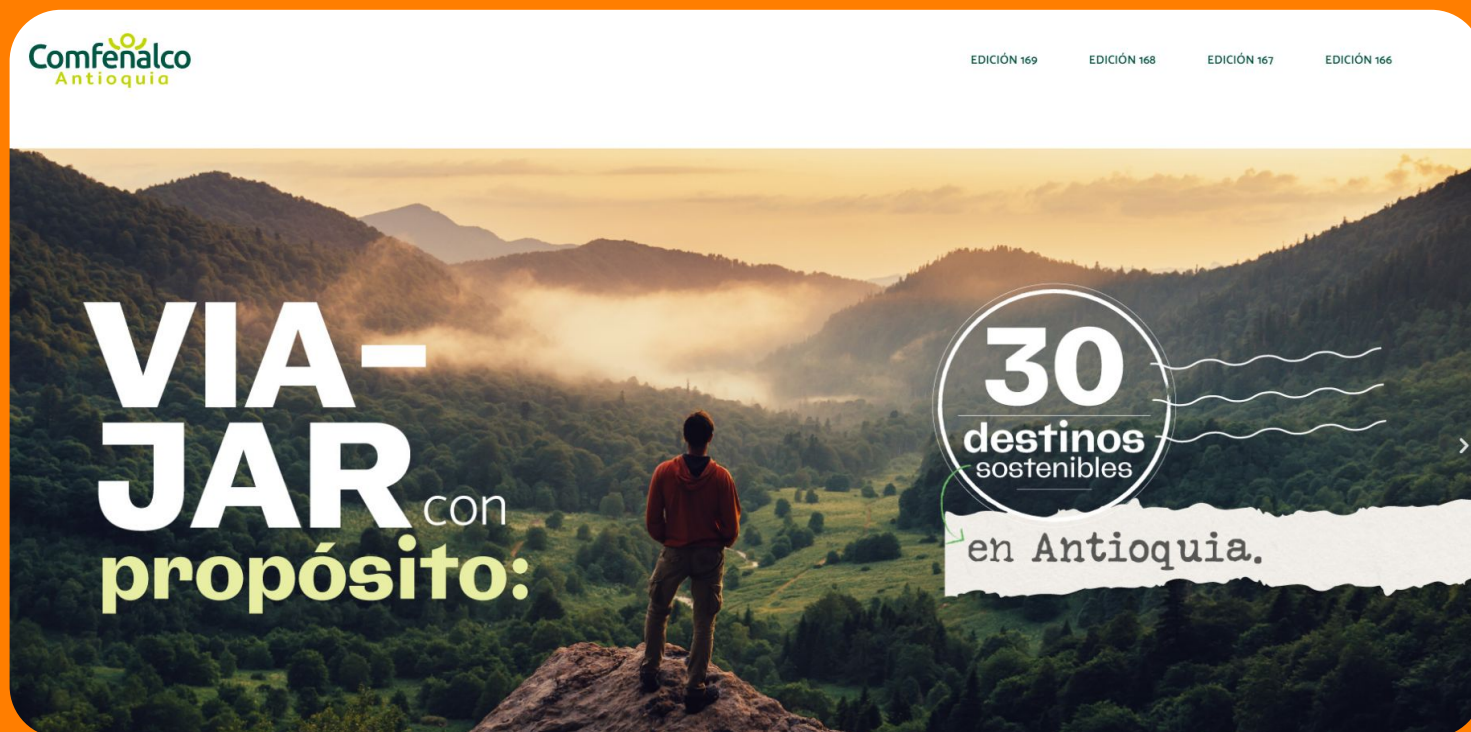 Comfenalco
Antioquia
EDICIÓN 169 EDICIÓN 168 EDICIÓN 167 EDICIÓN 166
VIA-
JAR con
propósito:
30
destinos
sostenibles
en Antioquia.